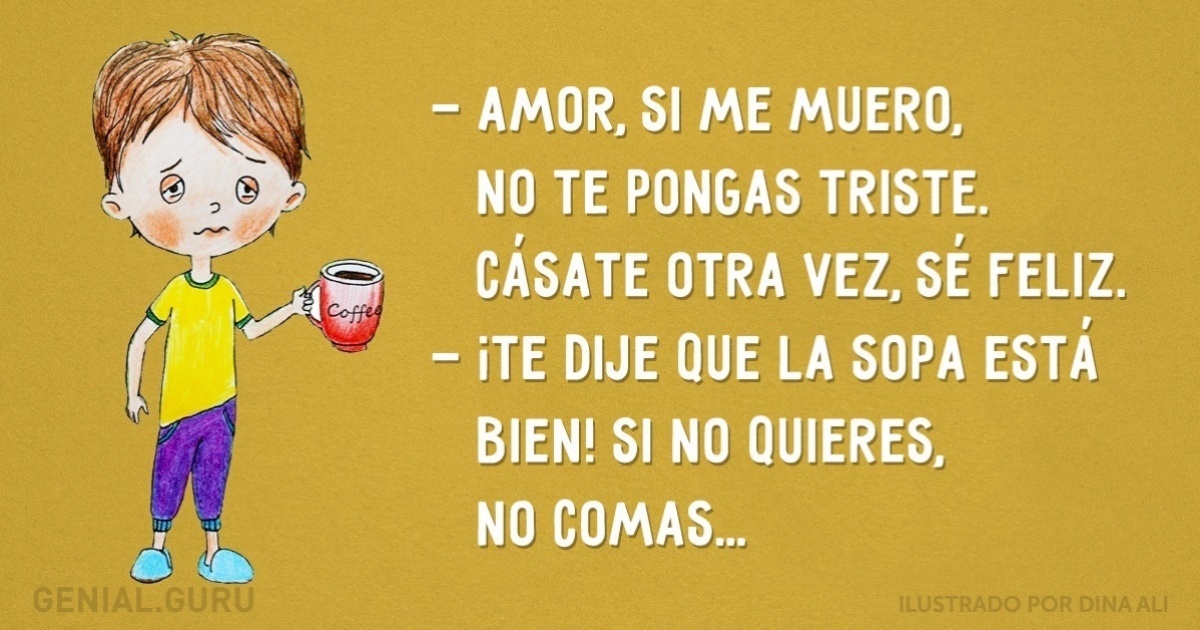 – AMOR, SI ME MUERO,
NO TE PONGAS TRISTE.
CÁSATE OTRA VEZ, SÉ FELIZ.
– ¡TE DIJE QUE LA SOPA ESTÁ
BIEN! SI NO QUIERES,
NO COMAS...
Coffee
GENIAL.GURU
ILUSTRADO POR DINA ALI